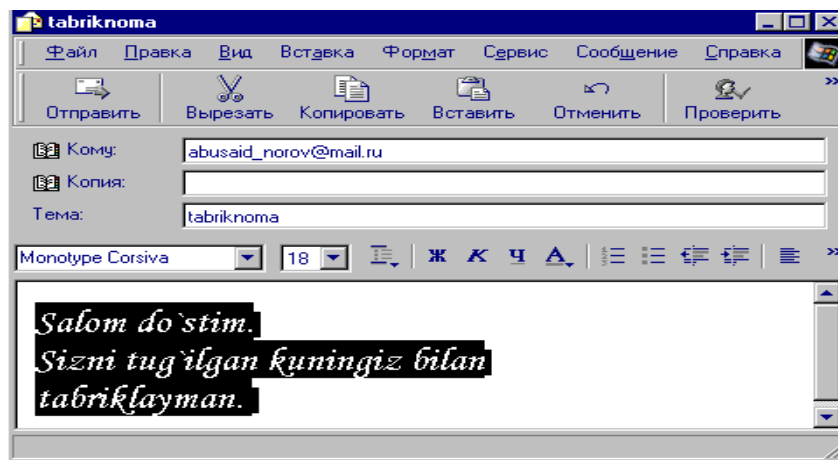 tabriknoma
Файл Правка Вид Вставка Формат Сервис Сообщение Справка
Отправить Вырезать Копировать Вставить Отменить Проверить
Кому: abusaid_norov@mail.ru
Копия:
Тема: tabriknoma
Monotype Corsiva 18 Ж К Ч А
Salom do`stim.
Sizni tug`ilgan kuningiz bilan
tabriklayman.